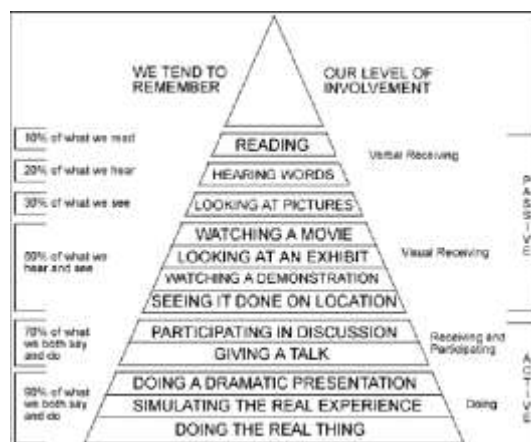 WE TEND TO
REMEMBER
OUR LEVEL OF
INVOLVEMENT
10% of what we read
READING
Verbal Receiving
20% of what we hear
HEARING WORDS
30% of what we see
LOOKING AT PICTURES
PASSIVE
WATCHING A MOVIE
of what we
hear and see
LOOKING AT AN EXHIBIT
Visual Receiving
WATCHING A DEMONSTRATION
SEEING IT DONE ON LOCATION
70% of what
we both say
and do
PARTICIPATING IN DISCUSSION
Receiving and
Participating
GIVING A TALK
ACTIVE
90% of what
we both say
and do
DOING A DRAMATIC PRESENTATION
SIMULATING THE REAL EXPERIENCE
Doing
DOING THE REAL THING